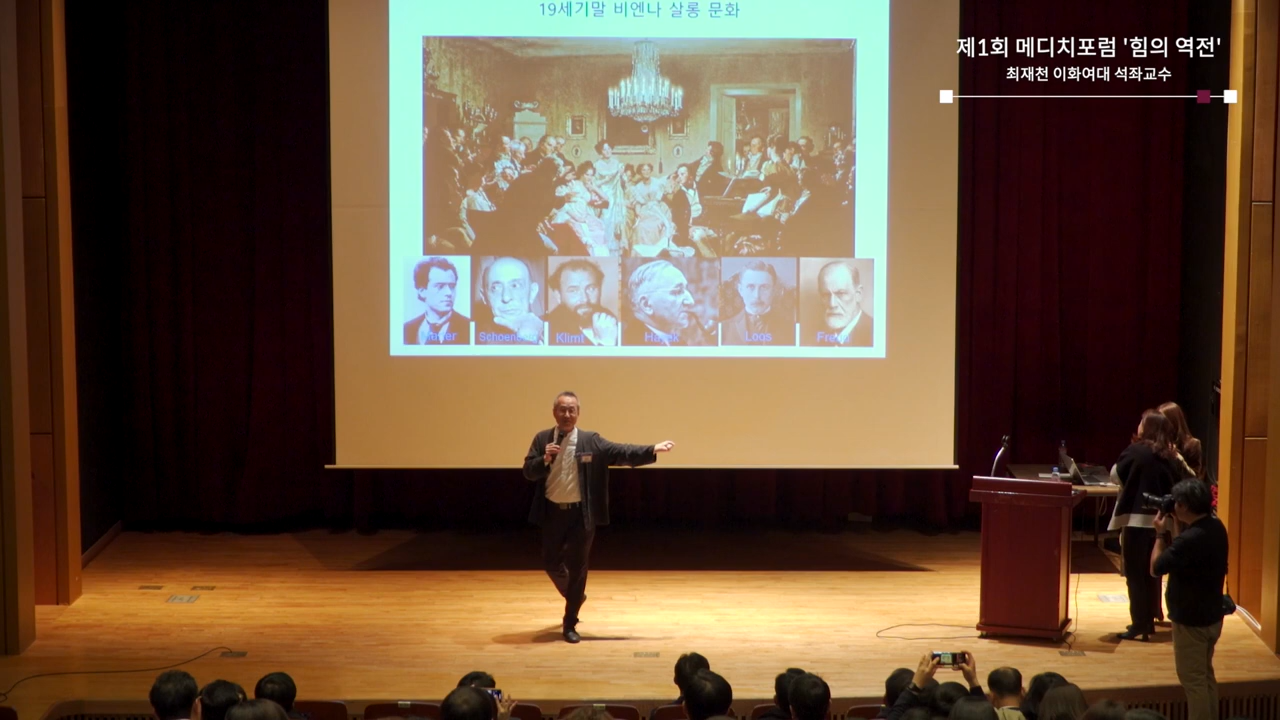 19세기말 비엔나 살롱 문화
제1회 메디치포럼 '힘의 역전'
최재천 이화여대 석좌교수
Klimt
Hayek
Loos